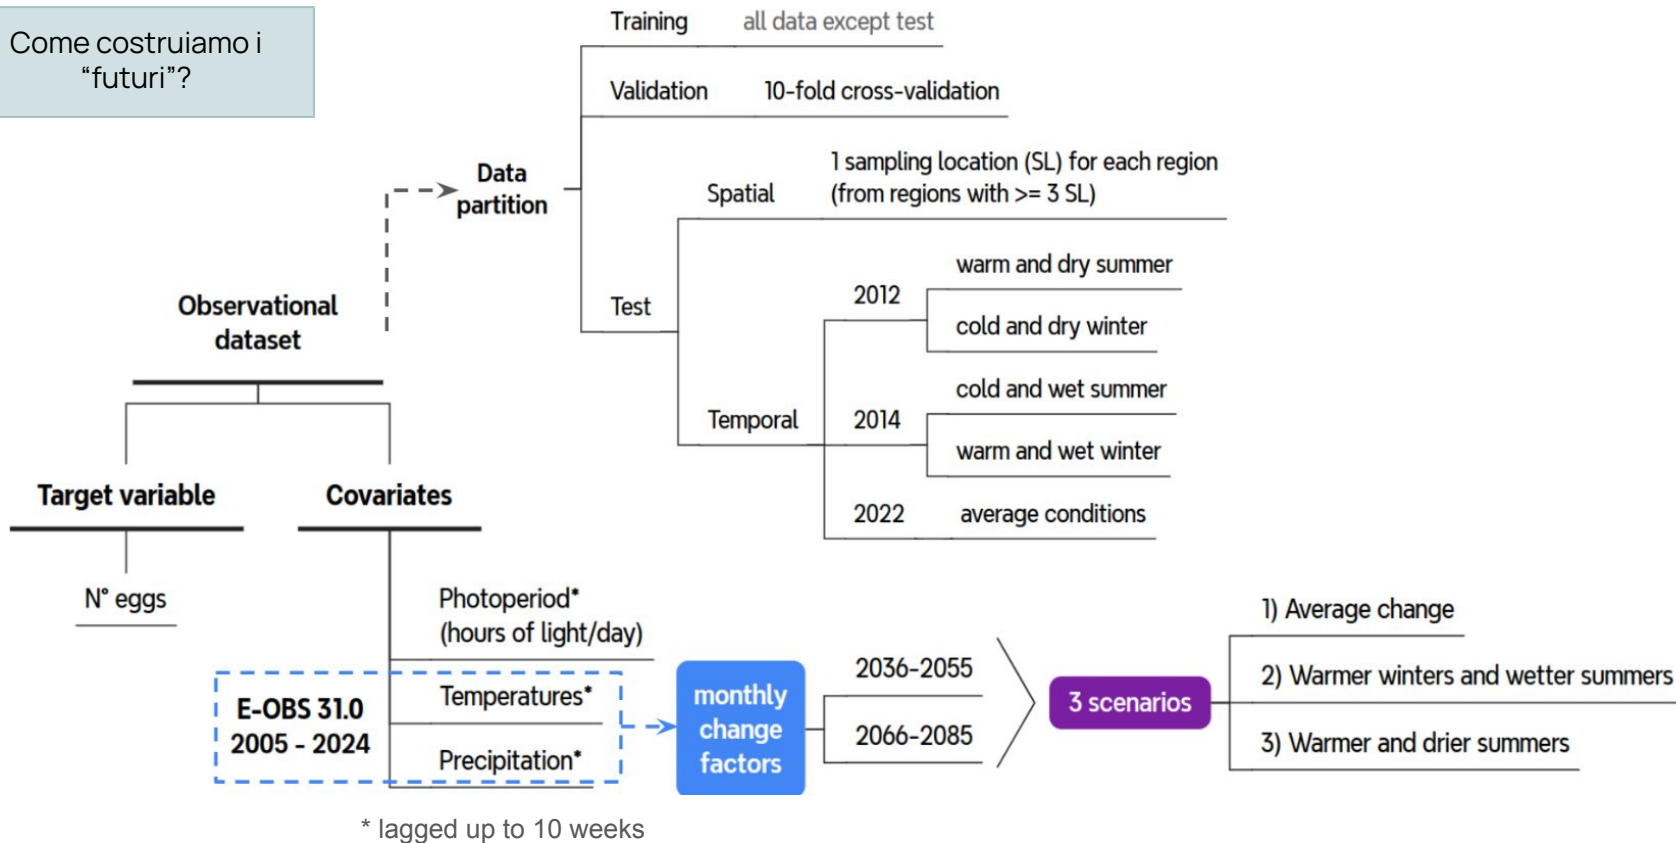 Come costruiamo i
“futuri”?
Training all data except test
Validation 10-fold cross-validation
Data
partition
Spatial
1 sampling location (SL) for each region
(from regions with >= 3 SL)
Test
Temporal
2012
warm and dry summer
cold and dry winter
2014
cold and wet summer
warm and wet winter
2022 average conditions
Observational
dataset
Target variable
N° eggs
Covariates
Photoperiod*
(hours of light/day)
Temperatures*
Precipitation*
E-OBS 31.0
2005 - 2024
monthly
change
factors
2036-2055
2066-2085
3 scenarios
1) Average change
2) Warmer winters and wetter summers
3) Warmer and drier summers
* lagged up to 10 weeks